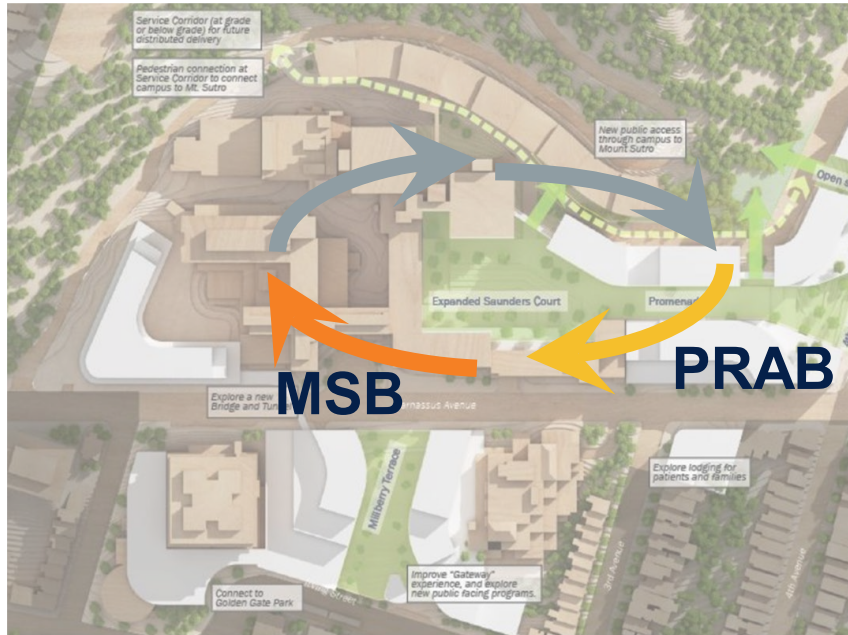 Service Corridor (at grade
or below grade) for future
distributed delivery
Pedestrian connection at
Service Corridor to connect
campus to Mt. Sutro
New public access
through campus to
Mount Sutro
Open
Expanded Saunders Court
Promenad
PRAB
MSB
Explore a new
Bridge and Tunnel
Parnassus Avenue
Millberry Terrace
Explore lodging for
patients and families
3rd Avenue
4th Avenue
Improve "Gateway"
experience, and explore
new public facing programs.
Connect to
Golden Gate Park
Street